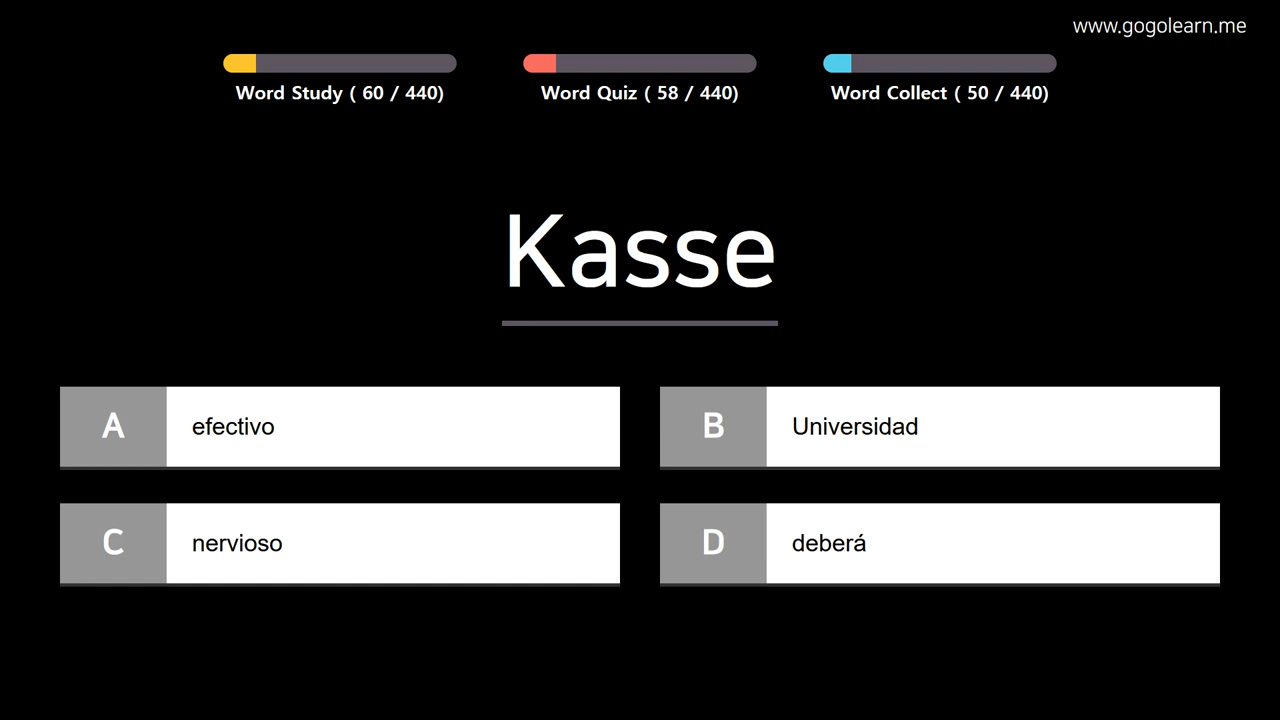 www.gogolearn.me
Word Study ( 60 / 440)
Word Quiz ( 58 / 440)
Word Collect ( 50 / 440)
Kasse
A efectivo
B Universidad
C nervioso
D deberá